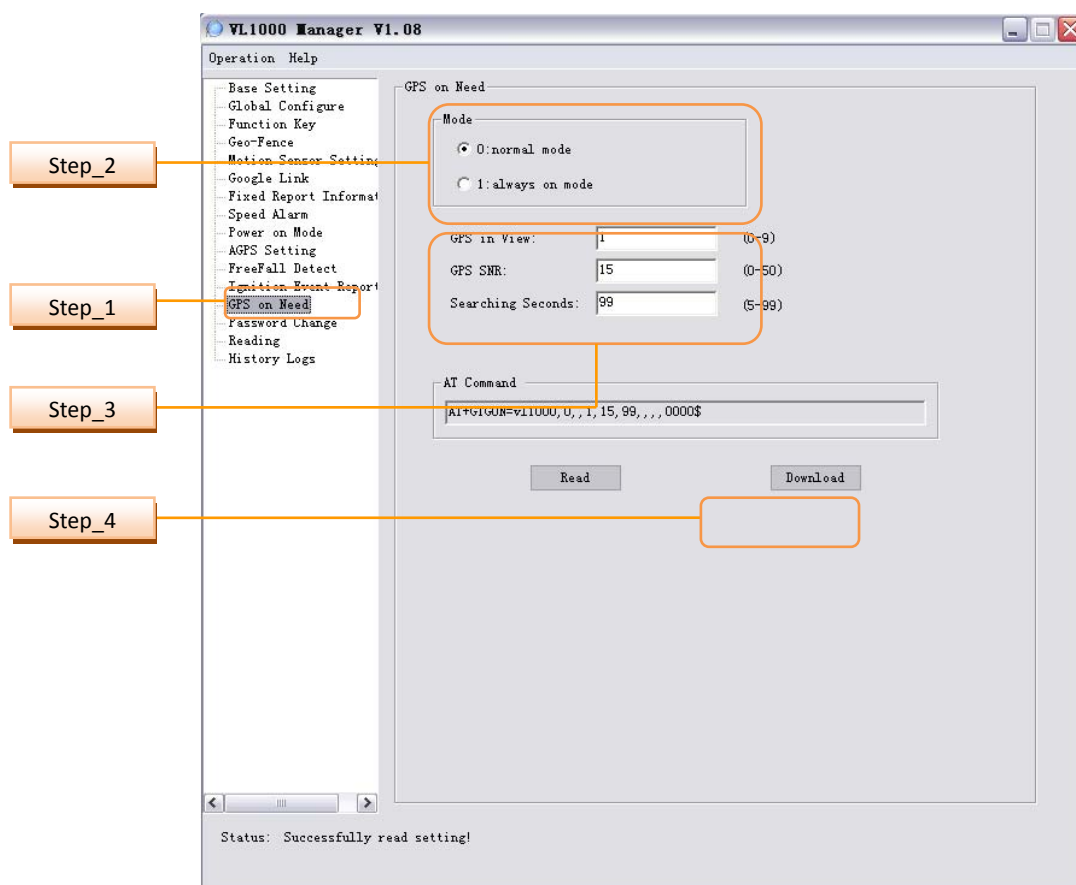 VL1000 Manager V1.08
Operation Help
Base Setting
Global Configure
Function Key
Geo-Fence
Motion Sensor Setting
Google Link
Fixed Report Informat
Speed Alarm
Power on Mode
AGPS Setting
FreeFall Detect
Ignition Event Report
GPS on Need
Password Change
Reading
History Logs
GPS on Need
Mode
0:normal mode
1:always on mode
GPS in View: 1 (0-9)
GPS SNR: 15 (0-50)
Searching Seconds: 99 (5-99)
AT Command
AT+GTGON=vl1000,0,,1,15,99,,,,0000$
Read Download
Status: Successfully read setting!
Step_2
Step_1
Step_3
Step_4